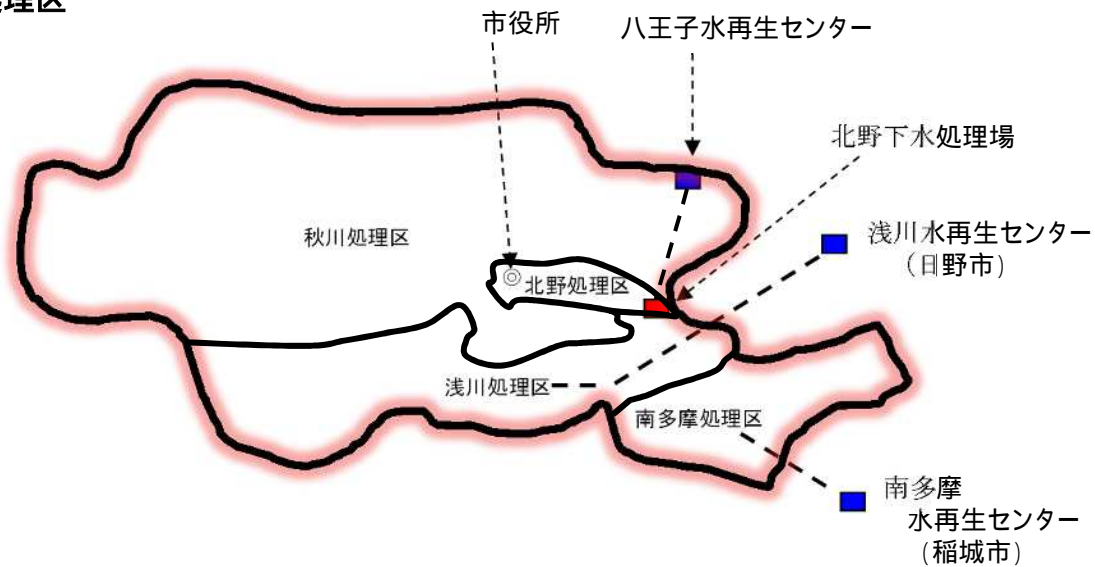 理区
市役所
八王子水再生センター
北野下水処理場
浅川水再生センター
(日野市)
秋川処理区
北野処理区
浅川処理区
南多摩処理区
南多摩
水再生センター
(稲城市)